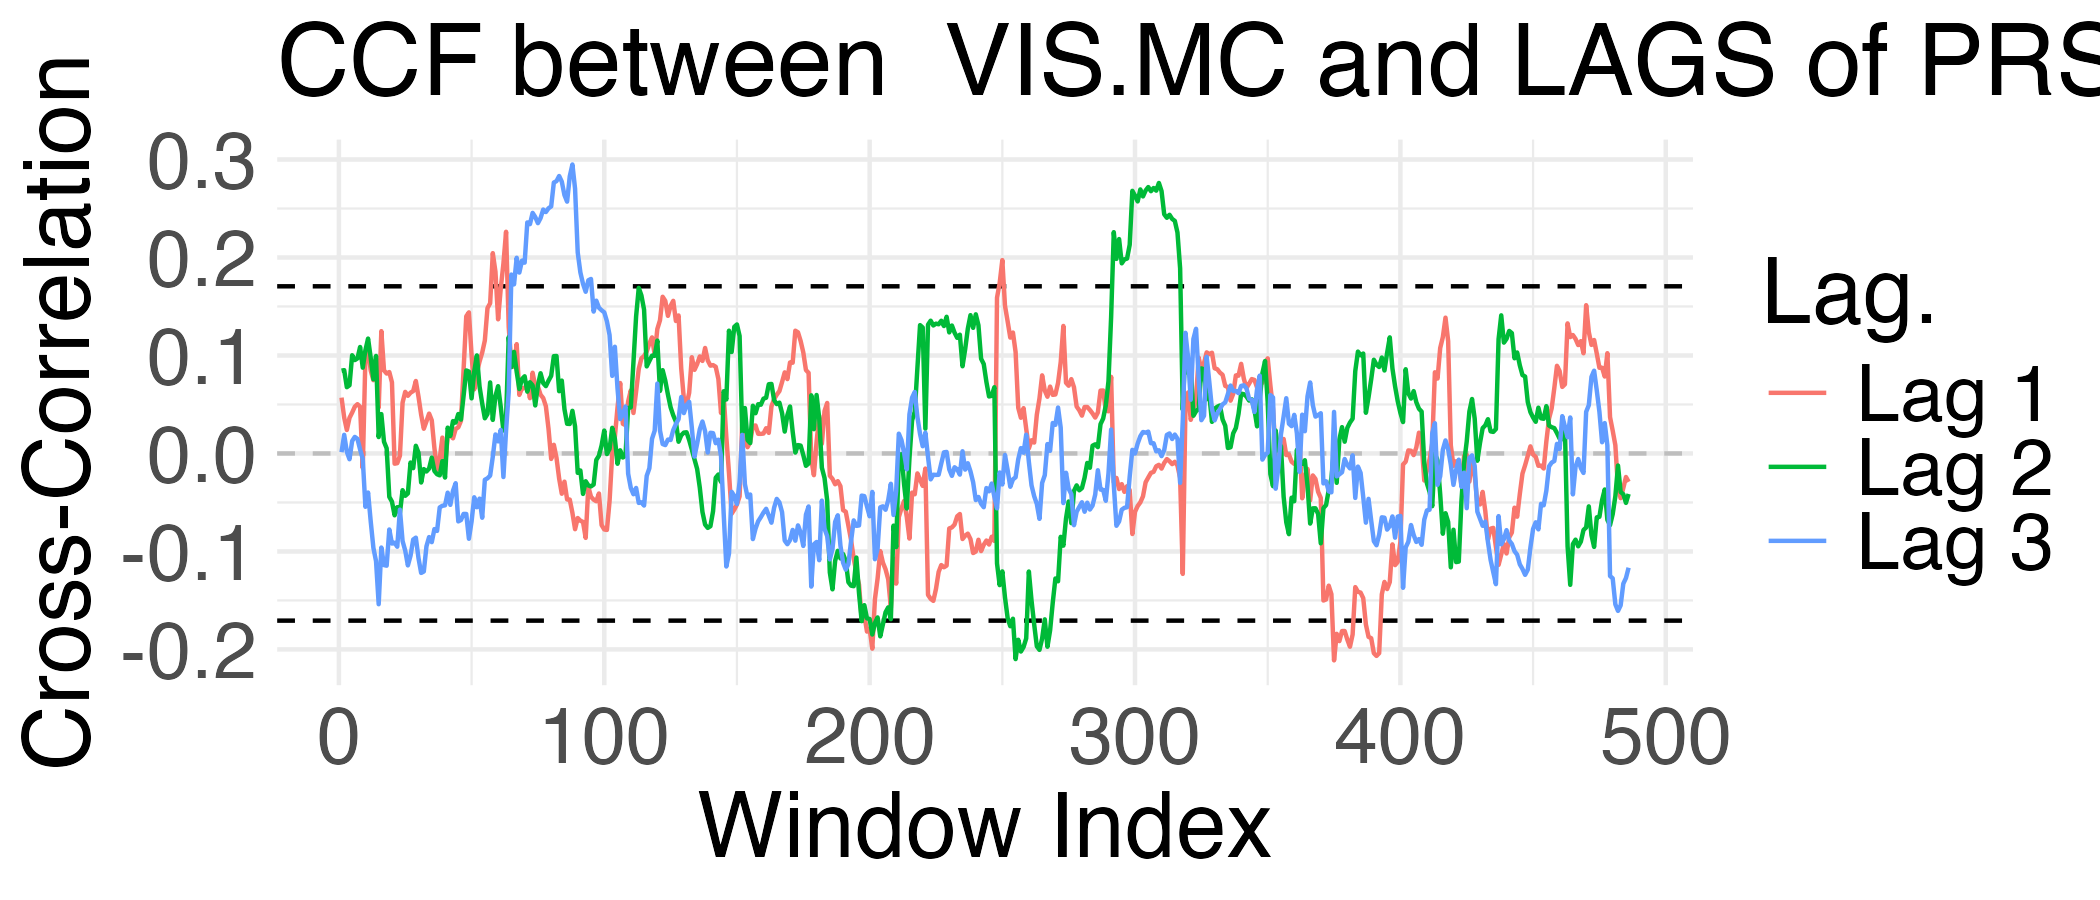 CCF between VIS.MC and LAGS of PRS
Cross-Correlation
0.3
0.2
0.1
0.0
-0.1
-0.2
0 100 200 300 400 500
Window Index
Lag.
Lag 1
Lag 2
Lag 3